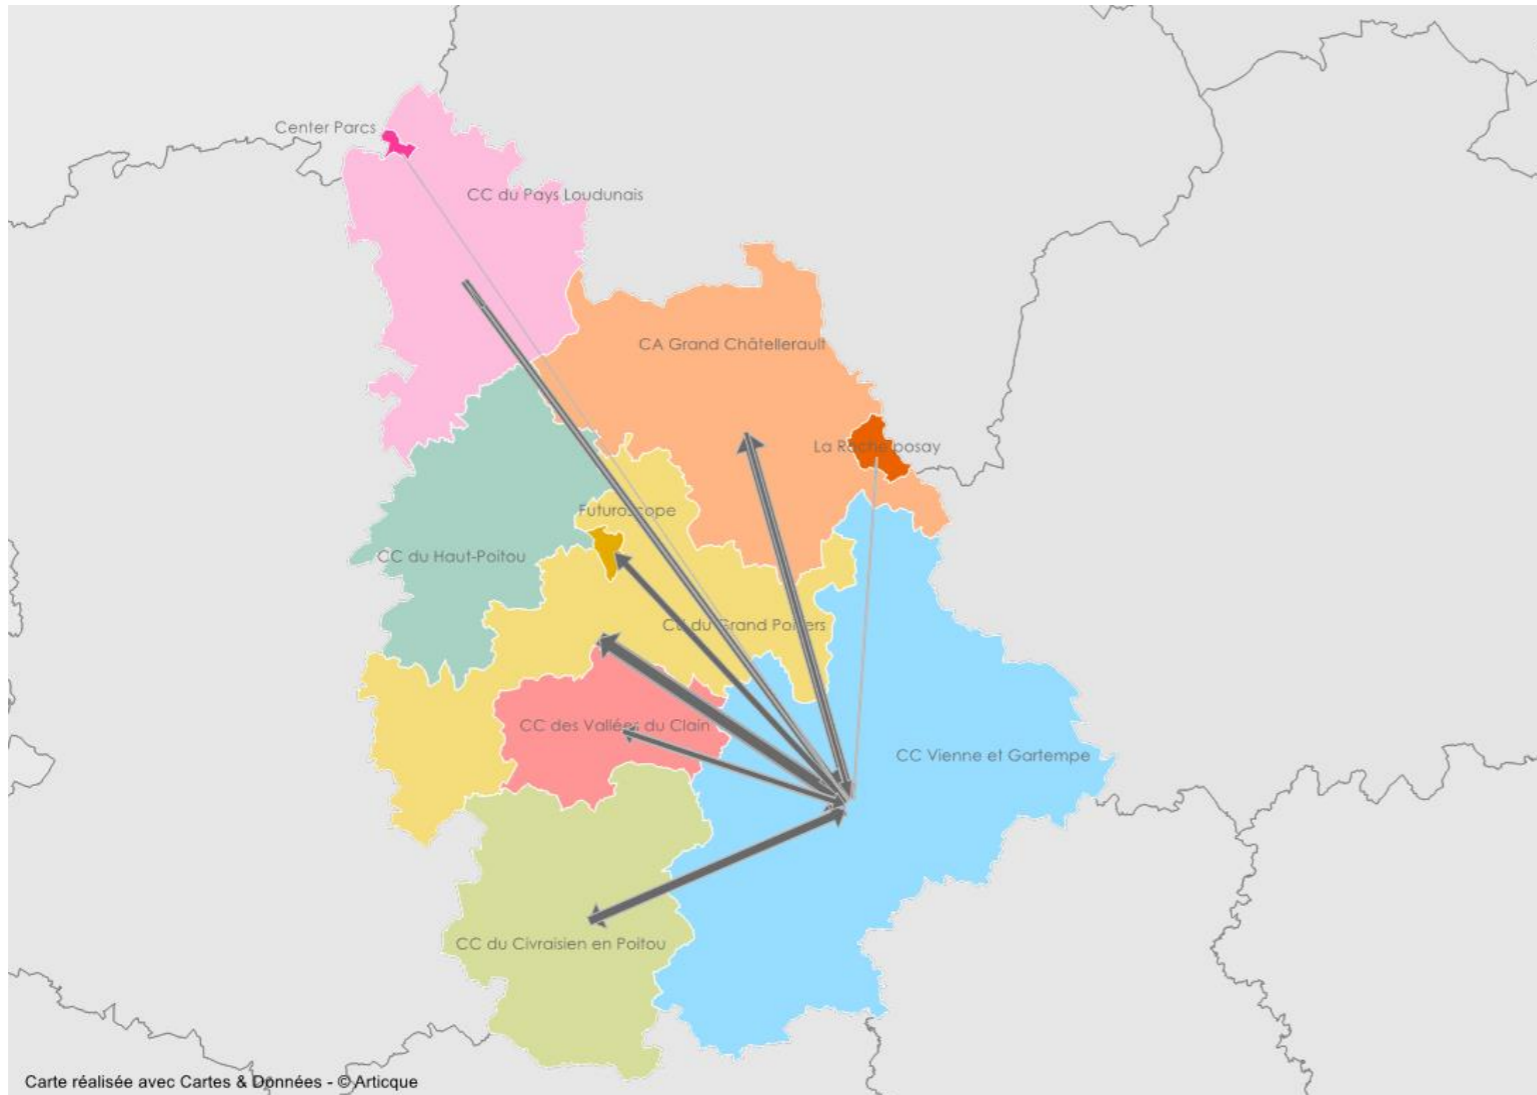 Center Parcs
CC du Pays Loudunais
CA Grand Châtellerault
La Roche bosay
Futuroscope
CC du Haut-Poitou
CU du Grand Poitiers
CC des Vallées du Clain
CC Vienne et Gartempe
CC du Civraisien en Poitou
Carte réalisée avec Cartes & Données - © Articque